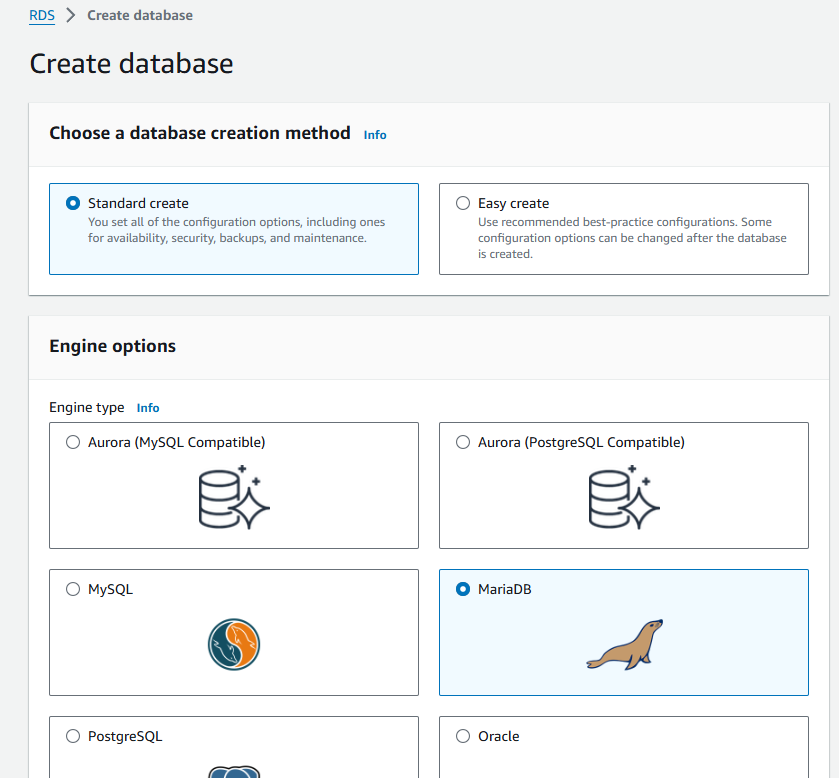 RDS > Create database
Create database
Choose a database creation method Info
Standard create
You set all of the configuration options, including ones
for availability, security, backups, and maintenance.
Easy create
Use recommended best-practice configurations. Some
configuration options can be changed after the database
is created.
Engine options
Engine type Info
Aurora (MySQL Compatible)
Aurora (PostgreSQL Compatible)
MySQL
MariaDB
PostgreSQL
Oracle